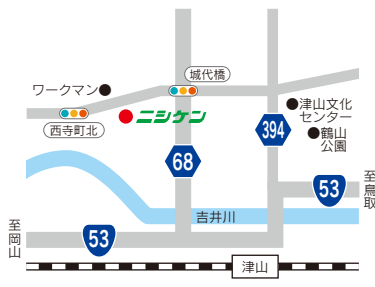 城代橋
ワークマン
西寺町北
ニシケン
津山文化
センター
鶴山
公園
394
68
53
至鳥取
吉井川
至岡山
53
津山